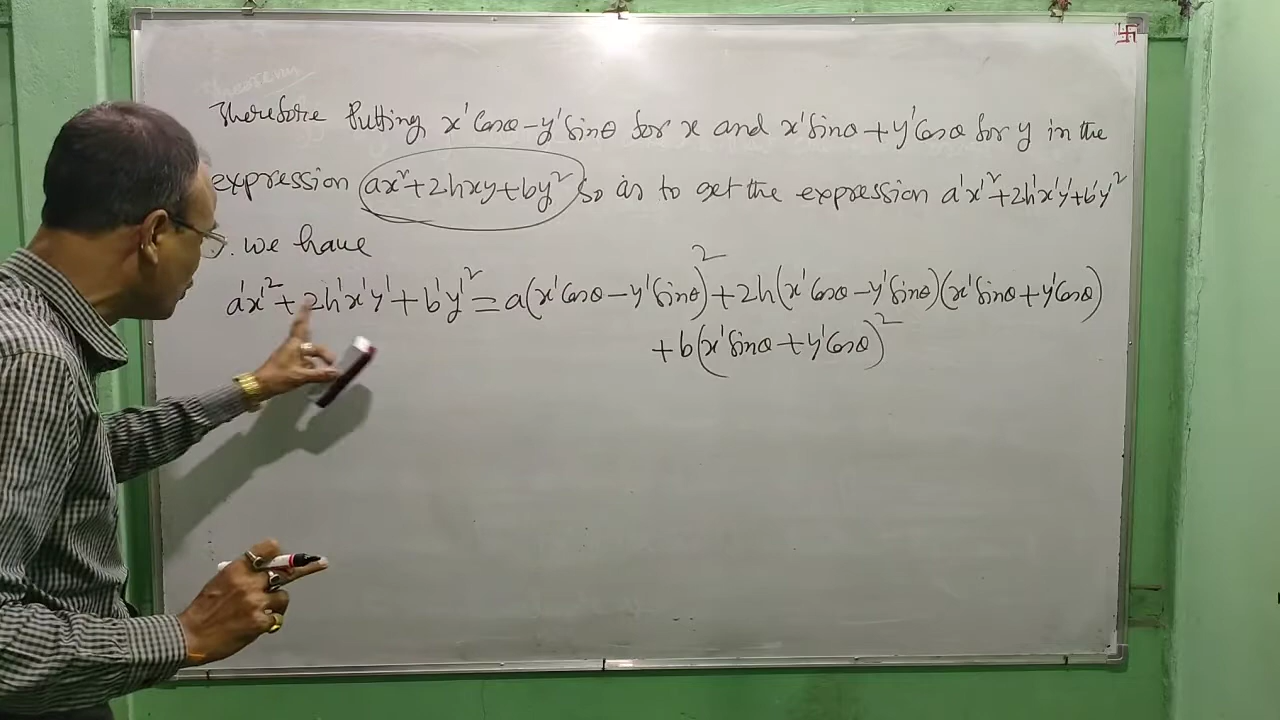 Theorem
Therefore Putting x'Cosθ-y'Sinθ for x and x'Sinθ+y'Cosθ for y in the
expression ax²+2hxy+by² so as to get the expression a'x'²+2h'x'y'+b'y'²
. we have
a'x'²+2h'x'y'+b'y'²=a(x'Cosθ-y'Sinθ)²+2h(x'Cosθ-y'Sinθ)(x'Sinθ+y'Cosθ)
+b(x'Sinθ+y'Cosθ)²